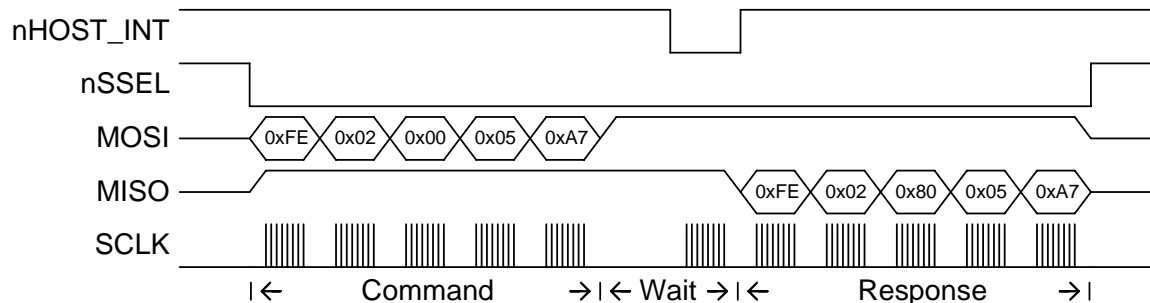 nHOST_INT
nSSEL
MOSI 0xFE 0x02 0x00 0x05 0xA7
MISO 0xFE 0x02 0x80 0x05 0xA7
SCLK
Command Wait Response